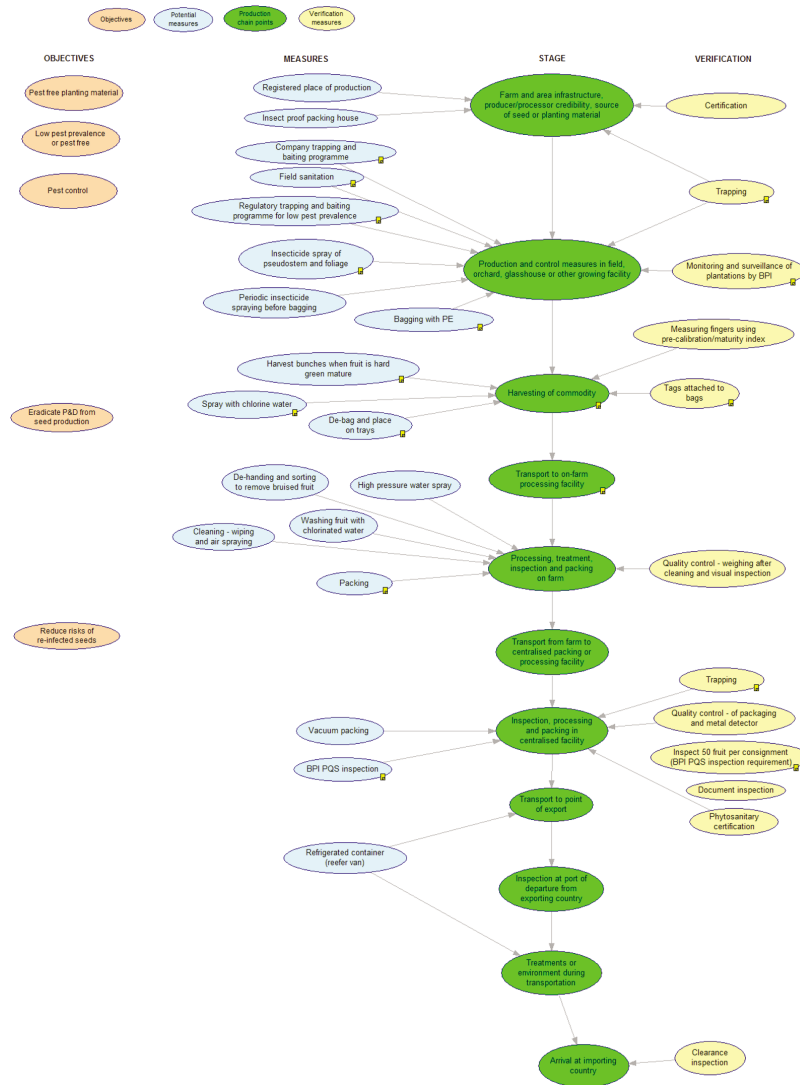 Objectives
Potential
measures
Production
chain points
Verification
measures
OBJECTIVES
MEASURES
STAGE
VERIFICATION
Pest free planting material
Low pest prevalence
or pest free
Pest control
Eradicate P&D from
seed production
Reduce risks of
re-infected seeds
Registered place of production
Insect proof packing house
Company trapping and
baiting programme
Field sanitation
Regulatory trapping and baiting
programme for low pest prevalence
Insecticide spray of
pseudostem and foliage
Periodic insecticide
spraying before bagging
Bagging with PE
Harvest bunches when fruit is hard
green mature
Spray with chlorine water
De-bag and place
on trays
De-handing and sorting
to remove bruised fruit
High pressure water spray
Washing fruit with
chlorinated water
Cleaning - wiping
and air spraying
Packing
Vacuum packing
BPI PQS inspection
Refrigerated container
(reefer van)
Farm and area infrastructure,
producer/processor credibility, source
of seed or planting material
Production and control measures in field,
orchard, glasshouse or other growing facility
Harvesting of commodity
Transport to on-farm
processing facility
Processing, treatment,
inspection and packing
on farm
Transport from farm to
centralised packing or
processing facility
Inspection, processing
and packing in
centralised facility
Transport to point
of export
Inspection at port of
departure from
exporting country
Treatments or
environment during
transportation
Arrival at importing
country
Certification
Trapping
Monitoring and surveillance of
plantations by BPI
Measuring fingers using
pre-calibration/maturity index
Tags attached to
bags
Quality control - weighing after
cleaning and visual inspection
Trapping
Quality control - of packaging
and metal detector
Inspect 50 fruit per consignment
(BPI PQS inspection requirement)
Document inspection
Phytosanitary
certification
Clearance
inspection